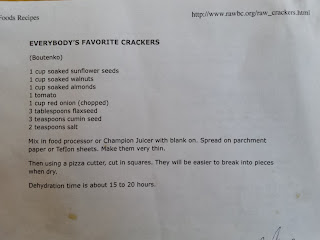 Foods Recipes
http://www.rawbc.org/raw_crackers.html
EVERYBODY'S FAVORITE CRACKERS
(Boutenko)
1 cup soaked sunflower seeds
1 cup soaked walnuts
1 cup soaked almonds
1 tomato
1 cup red onion (chopped)
3 tablespoons flaxseed
3 teaspoons cumin seed
2 teaspoons salt
Mix in food processor or Champion Juicer with blank on. Spread on parchment
paper or Teflon sheets. Make them very thin.
Then using a pizza cutter, cut in squares. They will be easier to break into pieces
when dry.
Dehydration time is about 15 to 20 hours.